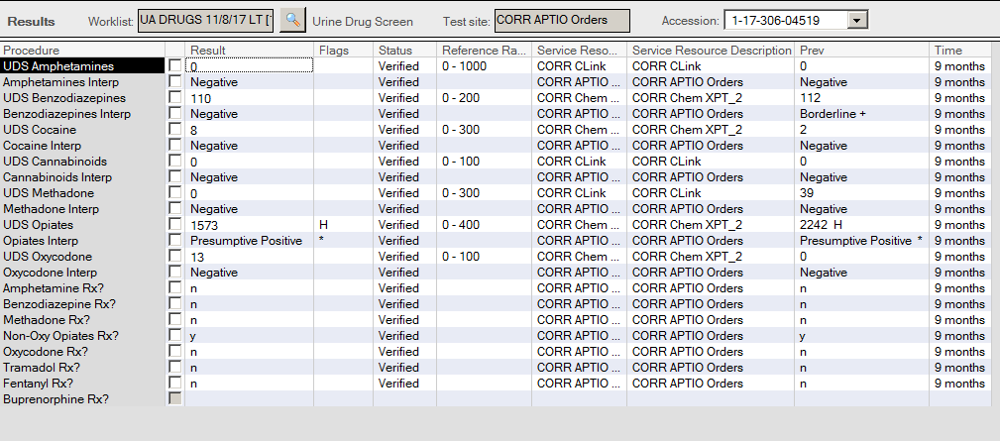 Results Worklist: UA DRUGS 11/8/17 LT [ Urine Drug Screen Test site: CORR APTIO Orders Accession: 1-17-306-04519
Procedure Result Flags Status Reference Ra... Service Reso... Service Resource Description Prev Time
UDS Amphetamines 0 Verified 0 - 1000 CORR CLink CORR CLink 0 9 months
Amphetamines Interp Negative Verified CORR APTIO ... CORR APTIO Orders Negative 9 months
UDS Benzodiazepines 110 Verified 0 - 200 CORR Chem ... CORR Chem XPT_2 112 9 months
Benzodiazepines Interp Negative Verified CORR APTIO ... CORR APTIO Orders Borderline + 9 months
UDS Cocaine 8 Verified 0 - 300 CORR Chem ... CORR Chem XPT_2 2 9 months
Cocaine Interp Negative Verified CORR APTIO ... CORR APTIO Orders Negative 9 months
UDS Cannabinoids 0 Verified 0 - 100 CORR CLink CORR CLink 0 9 months
Cannabinoids Interp Negative Verified CORR APTIO ... CORR APTIO Orders Negative 9 months
UDS Methadone 0 Verified 0 - 300 CORR CLink CORR CLink 39 9 months
Methadone Interp Negative Verified CORR APTIO ... CORR APTIO Orders Negative 9 months
UDS Opiates 1573 H Verified 0 - 400 CORR Chem ... CORR Chem XPT_2 2242 H 9 months
Opiates Interp Presumptive Positive * Verified CORR APTIO ... CORR APTIO Orders Presumptive Positive * 9 months
UDS Oxycodone 13 Verified 0 - 100 CORR Chem ... CORR Chem XPT_2 0 9 months
Oxycodone Interp Negative Verified CORR APTIO ... CORR APTIO Orders Negative 9 months
Amphetamine Rx? n Verified CORR APTIO ... CORR APTIO Orders n 9 months
Benzodiazepine Rx? n Verified CORR APTIO ... CORR APTIO Orders n 9 months
Methadone Rx? n Verified CORR APTIO ... CORR APTIO Orders n 9 months
Non-Oxy Opiates Rx? y Verified CORR APTIO ... CORR APTIO Orders y 9 months
Oxycodone Rx? n Verified CORR APTIO ... CORR APTIO Orders n 9 months
Tramadol Rx? n Verified CORR APTIO ... CORR APTIO Orders n 9 months
Fentanyl Rx? n Verified CORR APTIO ... CORR APTIO Orders n 9 months
Buprenorphine Rx?